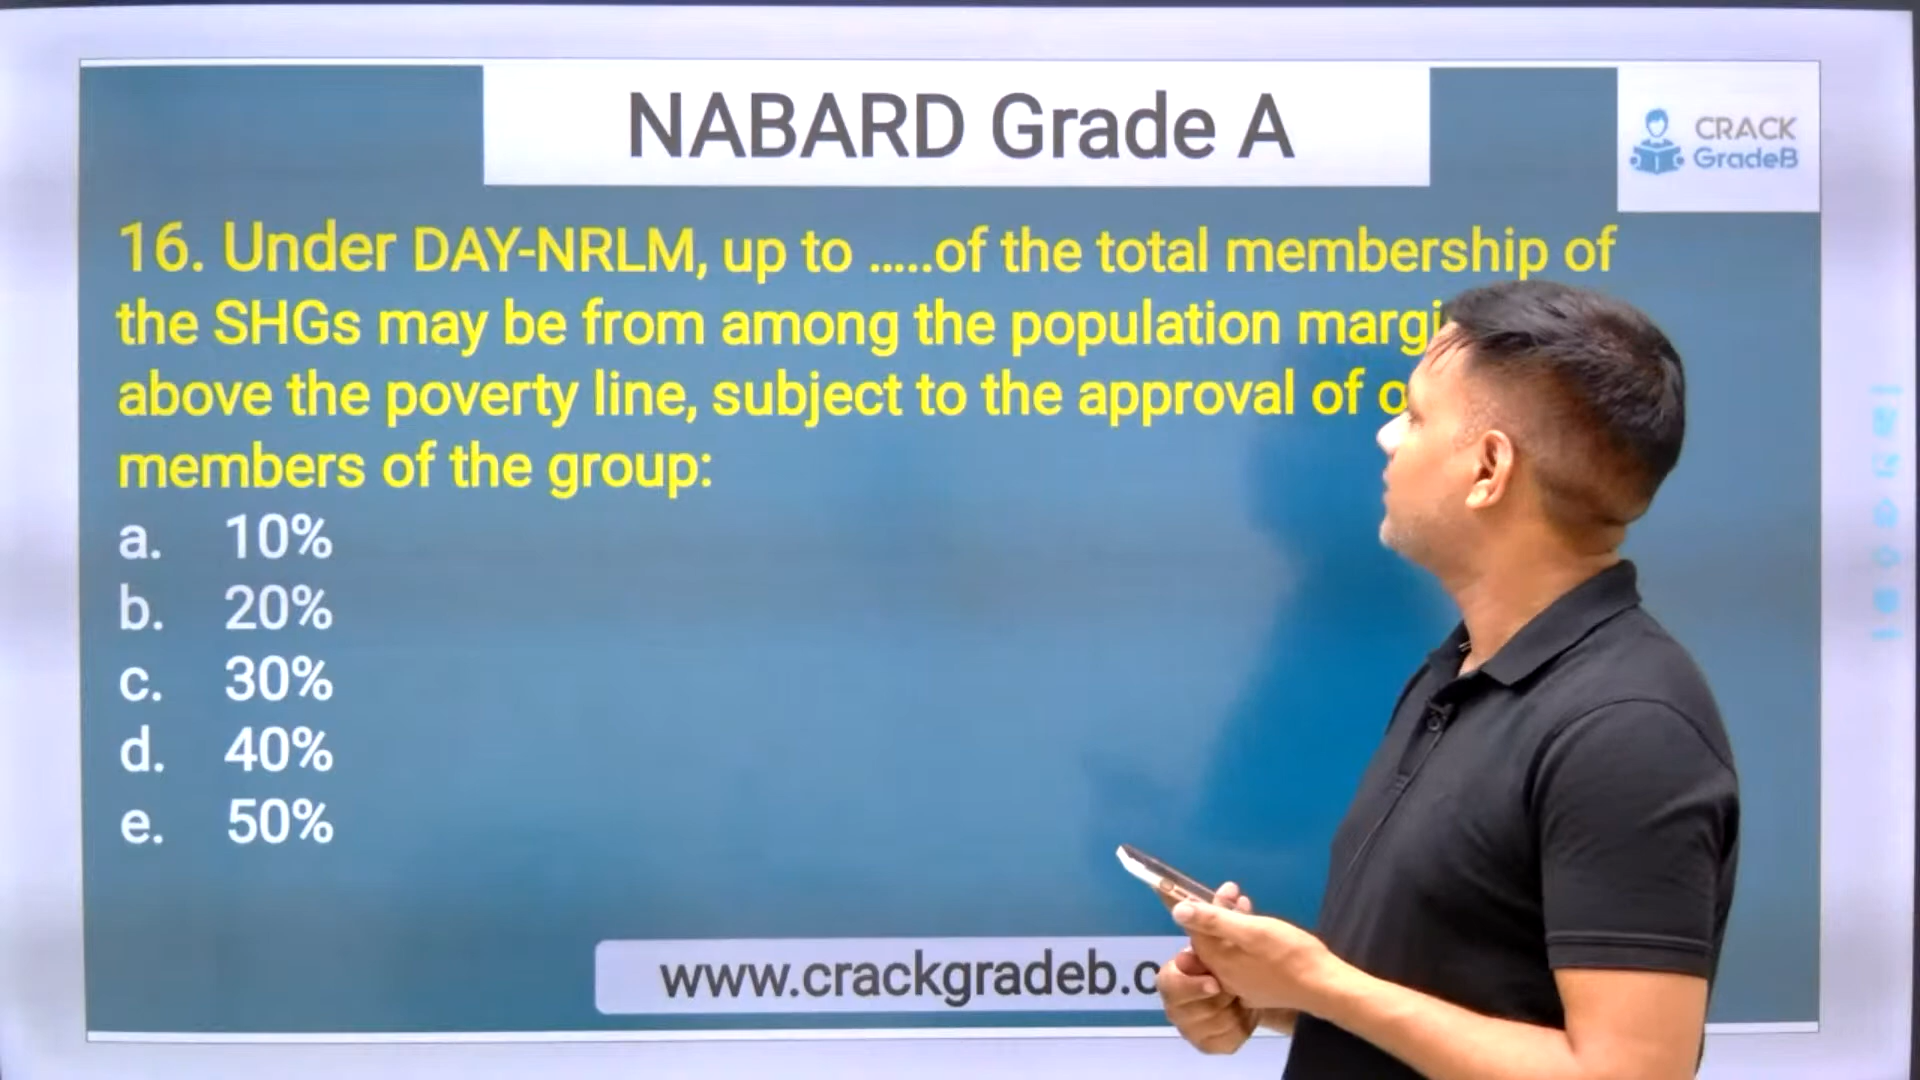 NABARD Grade A
CRACK
GradeB
16. Under DAY-NRLM, up to .....of the total membership of
the SHGs may be from among the population
above the poverty line, subject to the approval of
members of the group:
a. 10%
b. 20%
c. 30%
d. 40%
e. 50%
www.crackgradeb.c